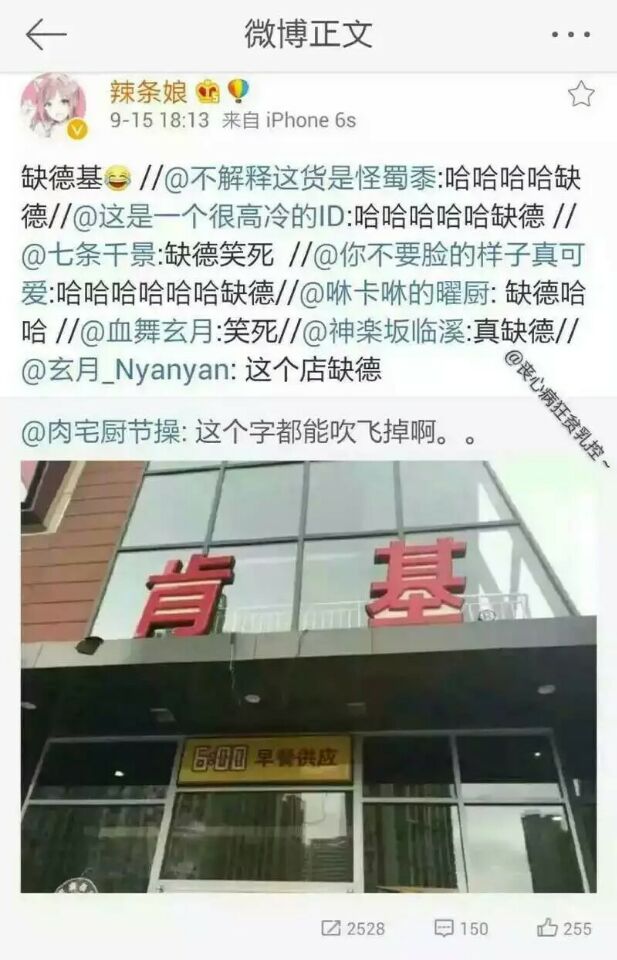 微博正文
辣条娘
9-15 18:13 来自 iPhone 6s
缺德基😂 //@不解释这货是怪蜀黍:哈哈哈哈缺
德//@这是一个很高冷的ID:哈哈哈哈哈缺德 //
@七条千景:缺德笑死 //@你不要脸的样子真可
爱:哈哈哈哈哈哈缺德//@咻卡咻的曜厨: 缺德哈
哈 //@血舞玄月:笑死//@神楽坂临溪:真缺德//
@玄月_Nyanyan: 这个店缺德
@丧心病狂贫乳控~
@肉宅厨节操: 这个字都能吹飞掉啊。。
肯 基®
6:00 早餐供应
2528 150 255